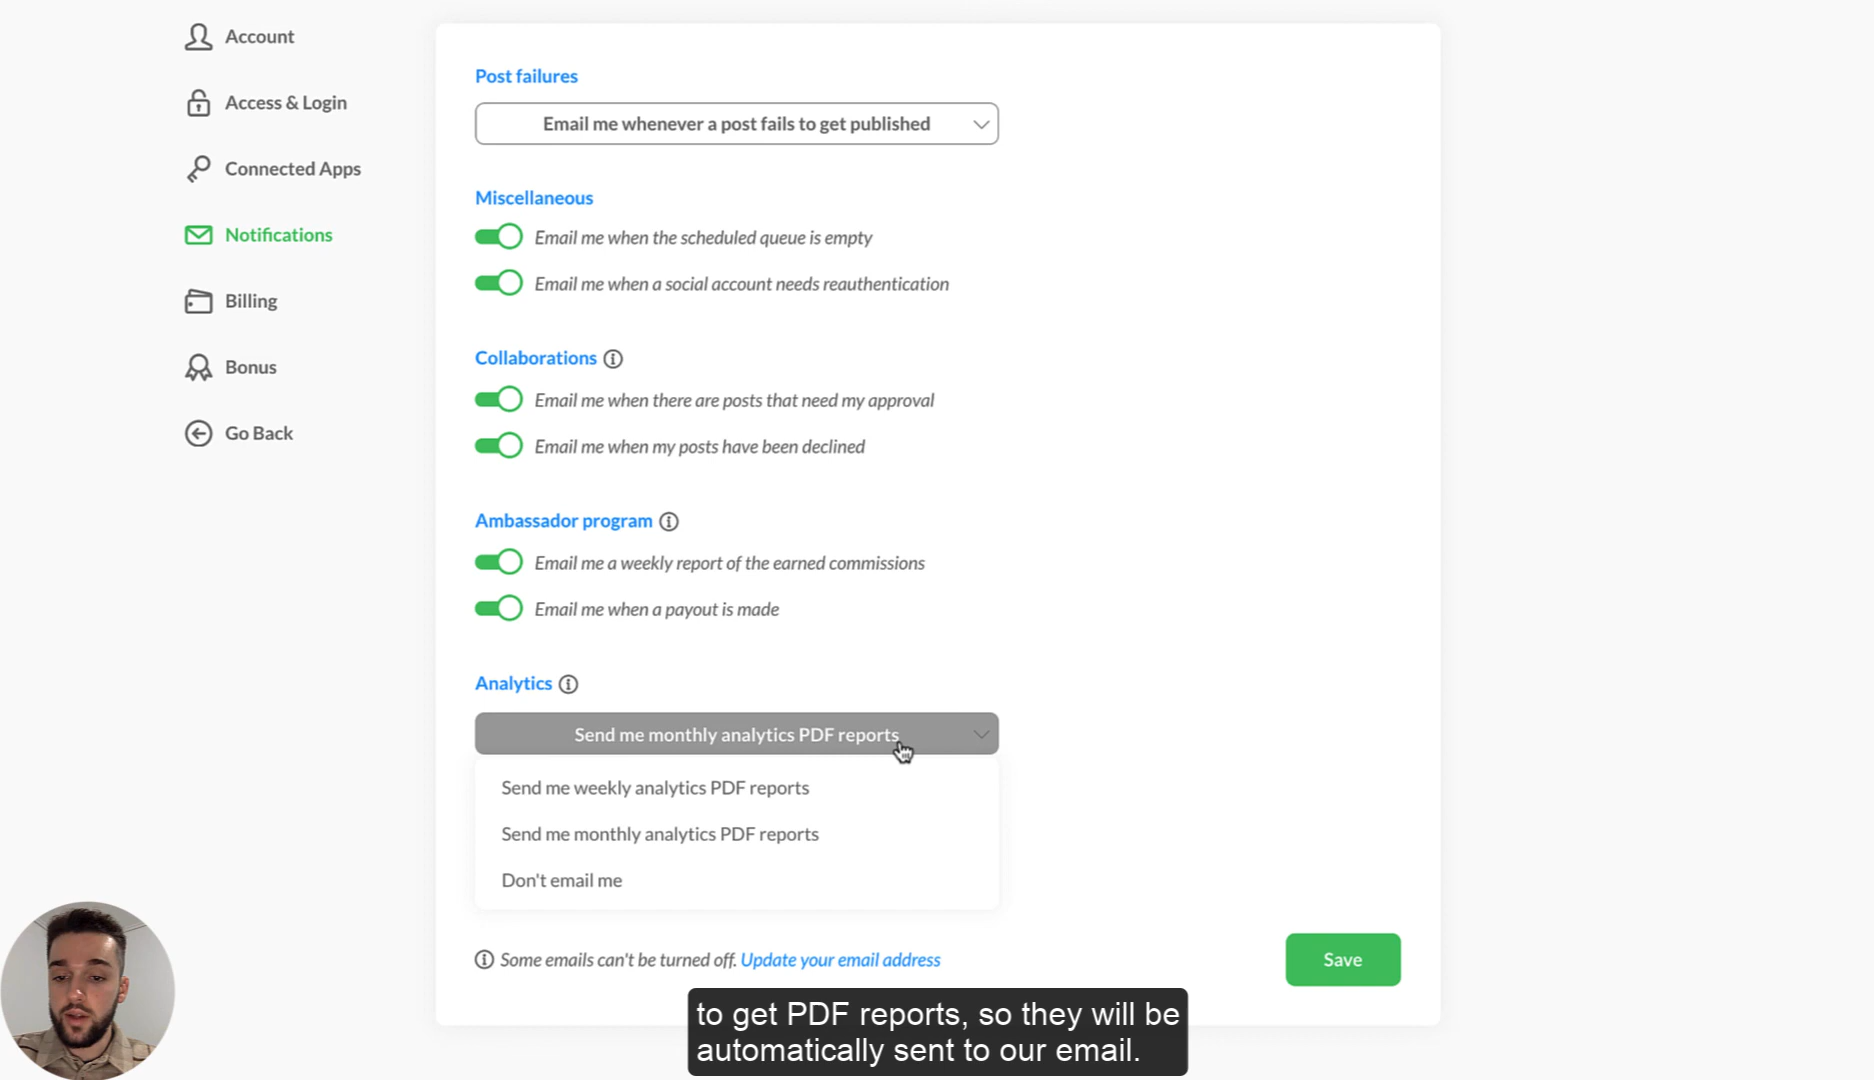 Account
Access & Login
Connected Apps
Notifications
Billing
Bonus
Go Back
Post failures
Email me whenever a post fails to get published
Miscellaneous
Email me when the scheduled queue is empty
Email me when a social account needs reauthentication
Collaborations
Email me when there are posts that need my approval
Email me when my posts have been declined
Ambassador program
Email me a weekly report of the earned commissions
Email me when a payout is made
Analytics
Send me monthly analytics PDF reports
Send me weekly analytics PDF reports
Send me monthly analytics PDF reports
Don't email me
Some emails can't be turned off. Update your email address
Save
to get PDF reports, so they will be
automatically sent to our email.